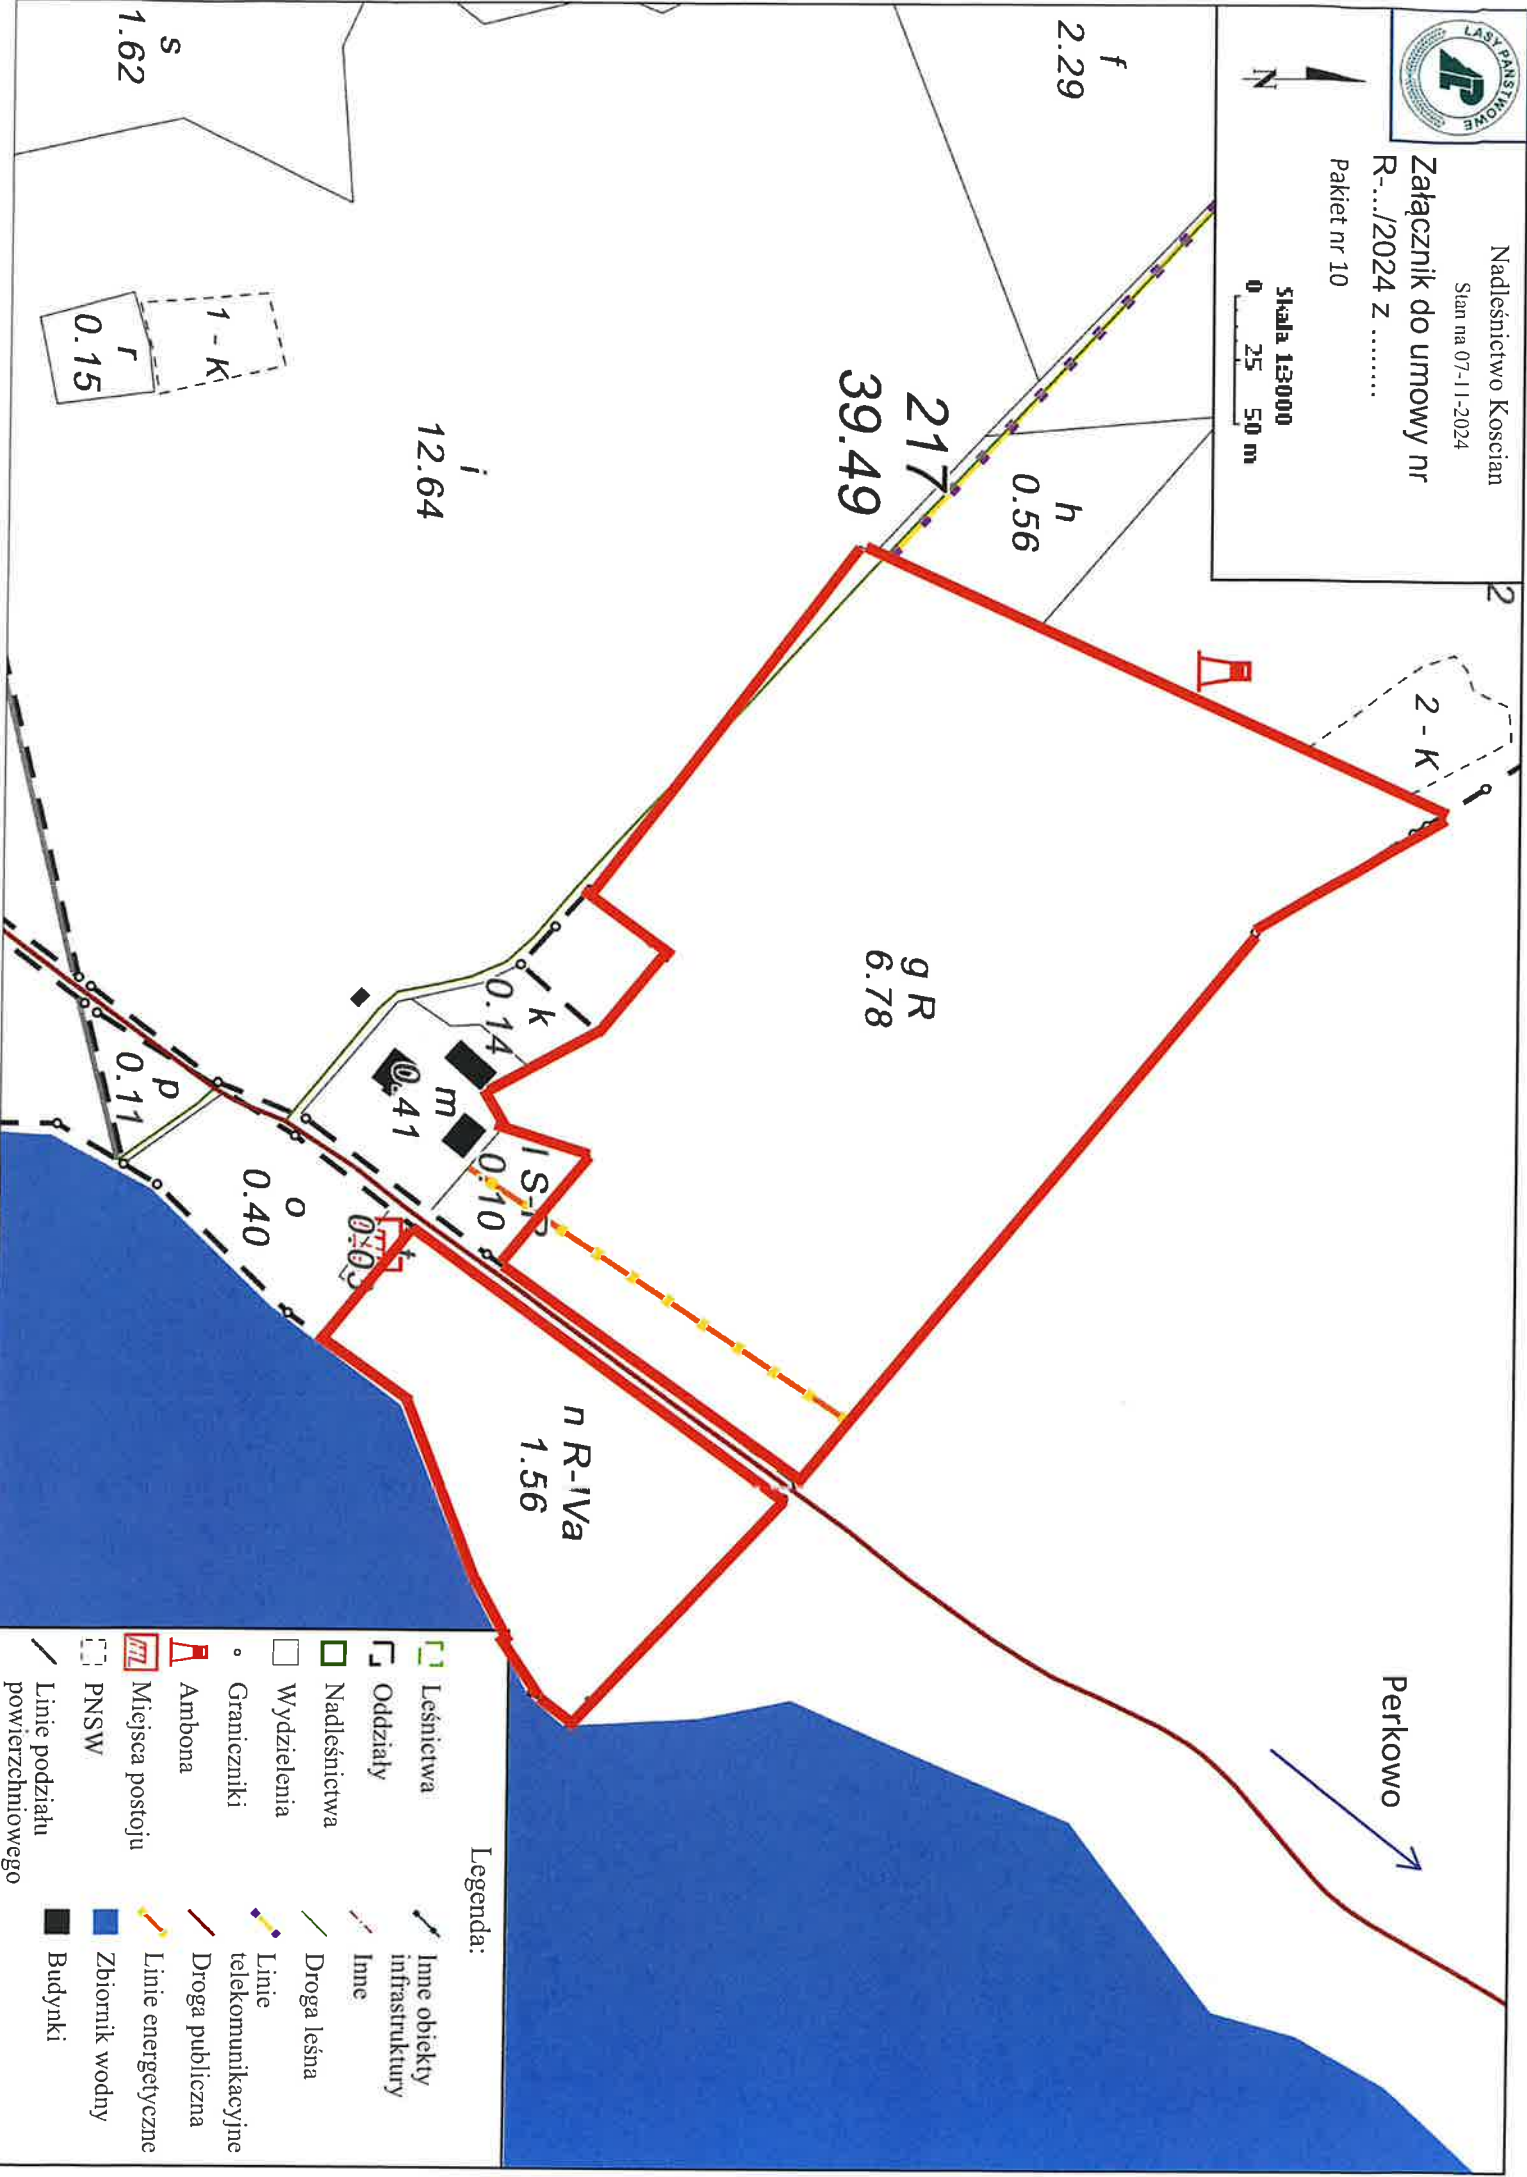 LASY PAŃSTWOWE
Nadleśnictwo Koscian
Stan na 07-11-2024
Załącznik do umowy nr
R-.../2024 z .........
Pakiet nr 10
N
Skala 1:3000
0 25 50 m
2
2 - K
f
2.29
h
0.56
217
39.49
g R
6.78
Perkowo
s
1.62
i
12.64
1 - K
r
0.15
k
0.14
m
0.41
l S-R
0.10
n R-IVa
1.56
p
0.11
o
0.40
t
Legenda:
Leśnictwa
Oddziały
Nadleśnictwa
Wydzielenia
Graniczniki
Ambona
Miejsca postoju
PNSW
Linie podziału
powierzchniowego
Inne obiekty
infrastruktury
Inne
Droga leśna
Linie
telekomunikacyjne
Droga publiczna
Linie energetyczne
Zbiornik wodny
Budynki